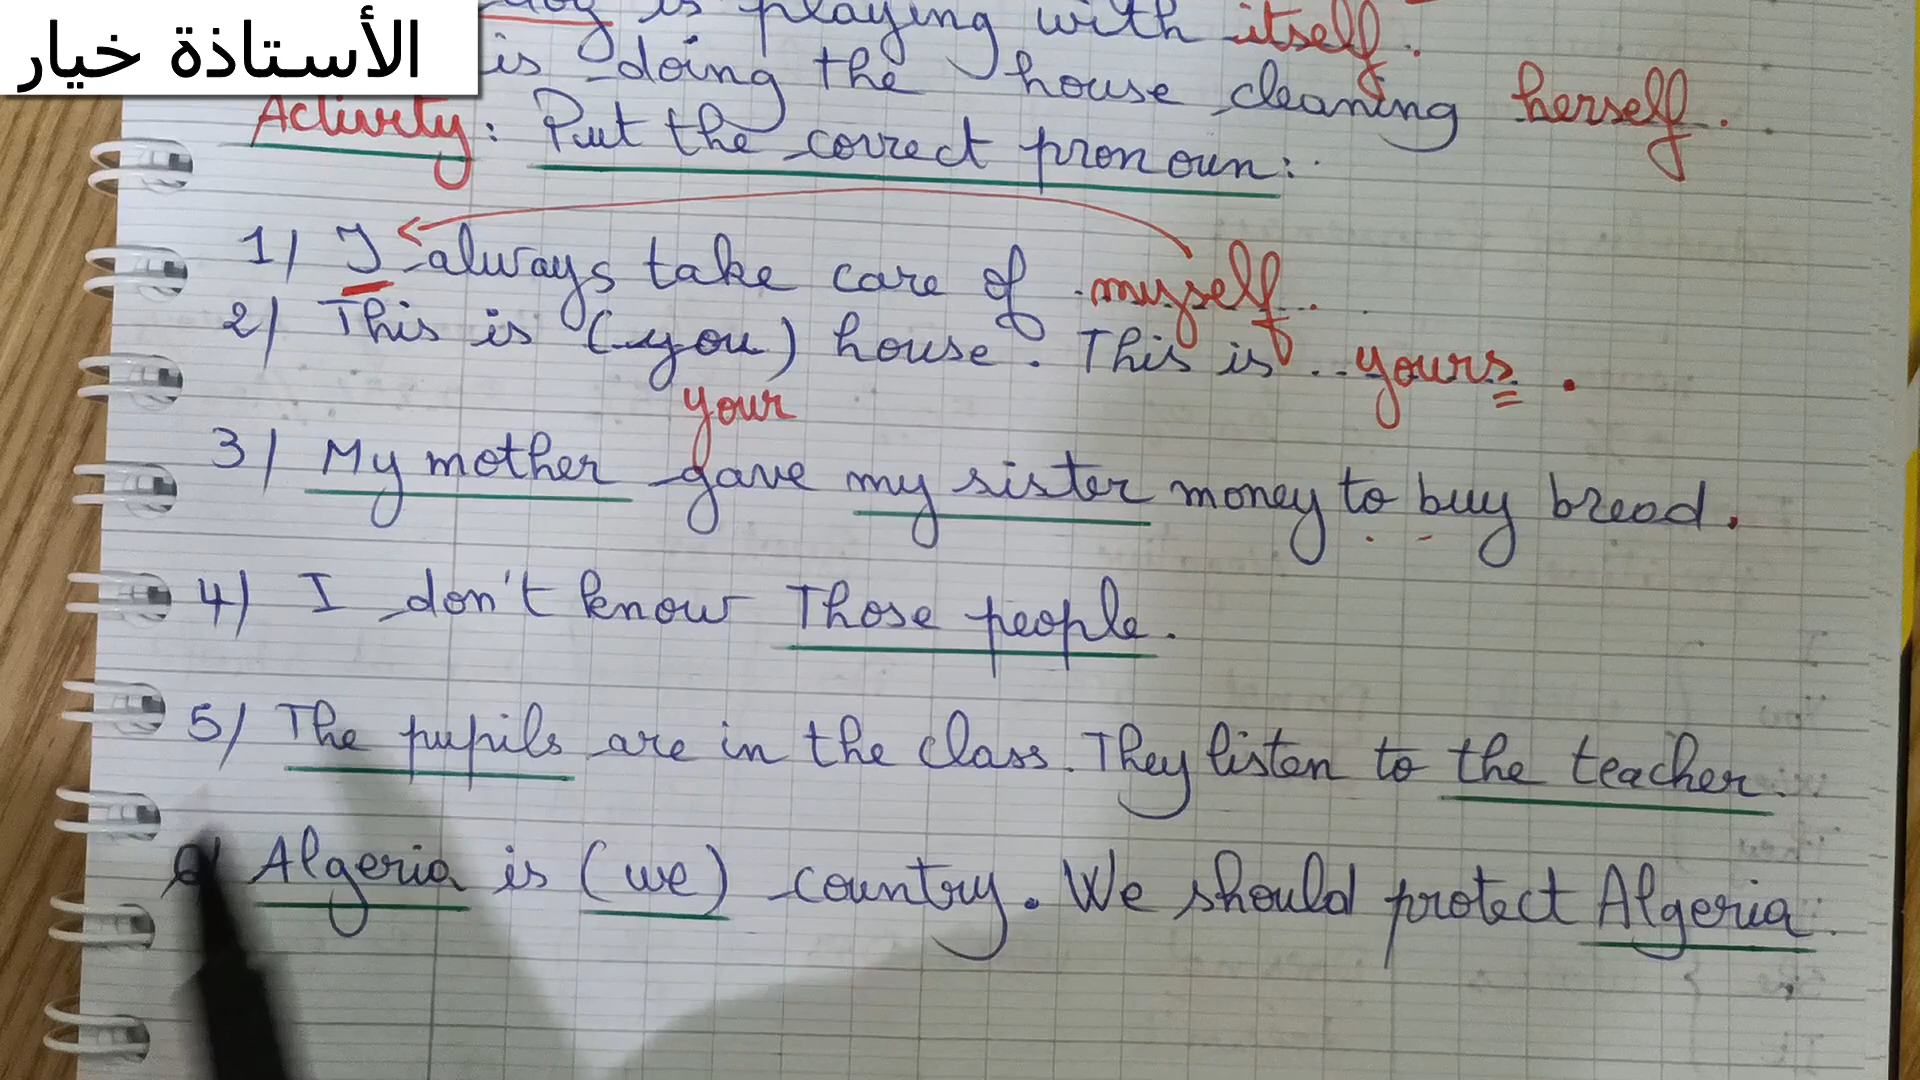 الأستاذة خيار
is playing with itself.
is doing the house cleaning herself.
Activity: Put the correct pronoun:
1) I always take care of myself.
2) This is (you) house. This is yours.
your
3) My mother gave my sister money to buy bread.
4) I don't know those people.
5) The pupils are in the class. They listen to the teacher.
Algeria is (we) country. We should protect Algeria.